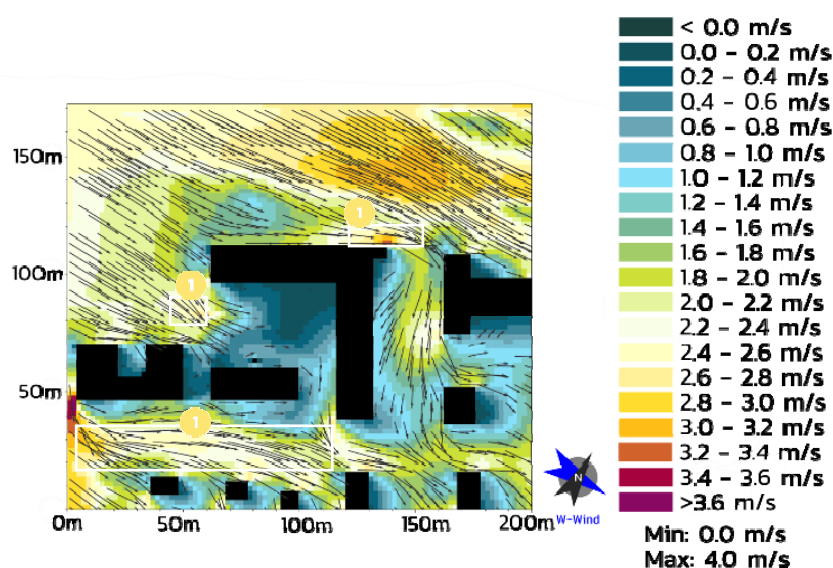 < 0.0 m/s
0.0 - 0.2 m/s
0.2 - 0.4 m/s
0.4 - 0.6 m/s
0.6 - 0.8 m/s
0.8 - 1.0 m/s
1.0 - 1.2 m/s
1.2 - 1.4 m/s
1.4 - 1.6 m/s
1.6 - 1.8 m/s
1.8 - 2.0 m/s
2.0 - 2.2 m/s
2.2 - 2.4 m/s
2.4 - 2.6 m/s
2.6 - 2.8 m/s
2.8 - 3.0 m/s
3.0 - 3.2 m/s
3.2 - 3.4 m/s
3.4 - 3.6 m/s
>3.6 m/s
Min: 0.0 m/s
Max: 4.0 m/s
150m
100m
50m
0m 50m 100m 150m 200m
1
1
1
N
W-Wind